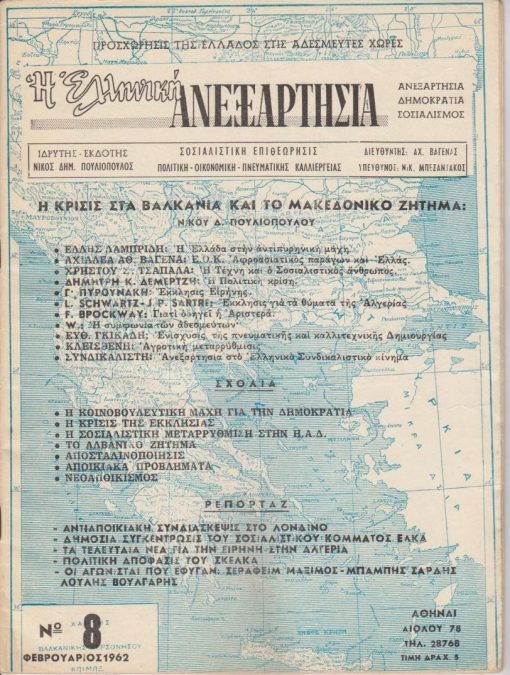 ΠΡΟΣΧΩΡΗΣΙΣ ΤΗΣ ΕΛΛΑΔΟΣ ΣΤΙΣ ΑΔΕΣΜΕΥΤΕΣ ΧΩΡΕΣ
Ἡ Ἑλληνική
ΑΝΕΞΑΡΤΗΣΙΑ
ΑΝΕΞΑΡΤΗΣΙΑ
ΔΗΜΟΚΡΑΤΙΑ
ΣΟΣΙΑΛΙΣΜΟΣ
ΙΔΡΥΤΗΣ - ΕΚΔΟΤΗΣ
ΝΙΚΟΣ ΔΗΜ. ΠΟΥΛΙΟΠΟΥΛΟΣ
ΣΟΣΙΑΛΙΣΤΙΚΗ ΕΠΙΘΕΩΡΗΣΙΣ
ΠΟΛΙΤΙΚΗ-ΟΙΚΟΝΟΜΙΚΗ-ΠΝΕΥΜΑΤΙΚΗΣ ΚΑΛΛΙΕΡΓΕΙΑΣ
ΔΙΕΥΘΥΝΤΗΣ: ΑΧ. ΒΑΓΕΝΑΣ
ΥΠΕΥΘΥΝΟΣ: ΝΙΚ. ΜΠΕΖΑΝΤΑΚΟΣ
Η ΚΡΙΣΙΣ ΣΤΑ ΒΑΛΚΑΝΙΑ ΚΑΙ ΤΟ ΜΑΚΕΔΟΝΙΚΟ ΖΗΤΗΜΑ:
ΝΙΚΟΥ Δ. ΠΟΥΛΙΟΠΟΥΛΟΥ
• ΕΛΛΗΣ ΛΑΜΠΡΙΔΗ: Ἡ Ἑλλάδα στὴν ἀντιπυρηνικὴ μάχη.
• ΑΧΙΛΛΕΑ ΑΘ. ΒΑΓΕΝΑ: Ε.Ο.Κ. Ἀφροασιατικὸς παράγων καὶ Ἑλλάς.
• ΧΡΗΣΤΟΥ ΣΤ. ΤΣΑΠΑΛΑ: Ἡ Τέχνη καὶ ὁ Σοσιαλιστικὸς ἄνθρωπος.
• ΔΗΜΗΤΡΗ Κ. ΔΕΜΕΡΤΖΗ: Ἡ Πολιτικὴ κρίση.
• Γ. ΠΥΡΟΥΝΑΚΗ: Ἔκκλησις Εἰρήνης.
• L. SCHWARTZ - J. P. SARTRE: Ἔκκλησις γιὰ τὰ θύματα τῆς Ἀλγερίας
• F. BROCKWAY: Γιατὶ ὁδηγεῖ ἡ Ἀριστερά.
• W.: Ἡ συμφωνία τῶν ἀδεσμεύτων
• ΕΥΘ. ΓΚΙΚΑΔΗ: Ἐνίσχυσις τῆς πνευματικῆς καὶ καλλιτεχνικῆς Δημιουργίας
• ΚΛΕΙΣΘΕΝΗ: Ἀγροτικὴ μεταρρύθμισι
• ΣΥΝΔΙΚΑΛΙΣΤΗ: Ἀνεξαρτησία στὸ Ἑλληνικὸ Συνδικαλιστικὸ κίνημα
ΣΧΟΛΙΑ
• Η ΚΟΙΝΟΒΟΥΛΕΥΤΙΚΗ ΜΑΧΗ ΓΙΑ ΤΗΝ ΔΗΜΟΚΡΑΤΙΑ
• Η ΚΡΙΣΙΣ ΤΗΣ ΕΚΚΛΗΣΙΑΣ
• Η ΣΟΣΙΑΛΙΣΤΙΚΗ ΜΕΤΑΡΡΥΘΜΙΣΗ ΣΤΗΝ Η.Α.Δ.
• ΤΟ ΑΛΒΑΝΙΚΟ ΖΗΤΗΜΑ
• ΑΠΟΣΤΑΛΙΝΟΠΟΙΗΣΙΣ
• ΑΠΟΙΚΙΑΚΑ ΠΡΟΒΛΗΜΑΤΑ
• ΝΕΟΑΠΟΙΚΙΣΜΟΣ
ΡΕΠΟΡΤΑΖ
- ΑΝΤΙΑΠΟΙΚΙΑΚΗ ΣΥΝΔΙΑΣΚΕΨΙΣ ΣΤΟ ΛΟΝΔΙΝΟ
- ΔΗΜΟΣΙΑ ΣΥΓΚΕΝΤΡΩΣΙΣ ΤΟΥ ΣΟΣΙΑΛΙΣΤΙΚΟΥ ΚΟΜΜΑΤΟΣ ΕΛΚΑ
- ΤΑ ΤΕΛΕΥΤΑΙΑ ΝΕΑ ΓΙΑ ΤΗΝ ΕΙΡΗΝΗ ΣΤΗΝ ΑΛΓΕΡΙΑ
- ΠΟΛΙΤΙΚΗ ΑΠΟΦΑΣΙΣ ΤΟΥ ΣΚΕΛΚΑ
- ΟΙ ΑΓΩΝΙΣΤΑΙ ΠΟΥ ΕΦΥΓΑΝ: ΣΕΡΑΦΕΙΜ ΜΑΞΙΜΟΣ-ΜΠΑΜΠΗΣ ΣΑΡΔΗΣ
ΛΟΥΛΗΣ ΒΟΥΛΓΑΡΗΣ
Νο 8
ΦΕΒΡΟΥΑΡΙΟΣ 1962
ΑΘΗΝΑΙ
ΑΙΟΛΟΥ 78
ΤΗΛ. 28768
ΤΙΜΗ ΔΡΑΧ. 5